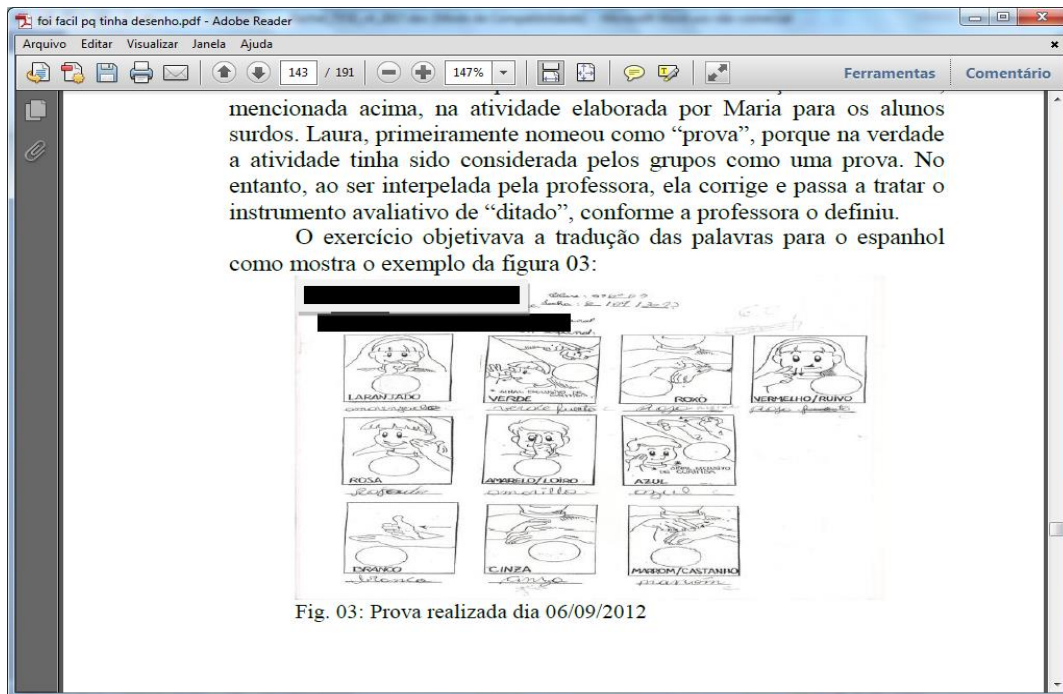 foi facil pq tinha desenho.pdf - Adobe Reader
Arquivo Editar Visualizar Janela Ajuda
143 / 191 147% Ferramentas Comentário
mencionada acima, na atividade elaborada por Maria para os alunos
surdos. Laura, primeiramente nomeou como “prova”, porque na verdade
a atividade tinha sido considerada pelos grupos como uma prova. No
entanto, ao ser interpelada pela professora, ela corrige e passa a tratar o
instrumento avaliativo de “ditado”, conforme a professora o definiu.
O exercício objetivava a tradução das palavras para o espanhol
como mostra o exemplo da figura 03:
LARANJADO VERDE ROXO VERMELHO/RUIVO
verde
ROSA AMARELO/LOIRO AZUL
amarillo azul
BRANCO CINZA MARROM/CASTANHO
marrom
Fig. 03: Prova realizada dia 06/09/2012